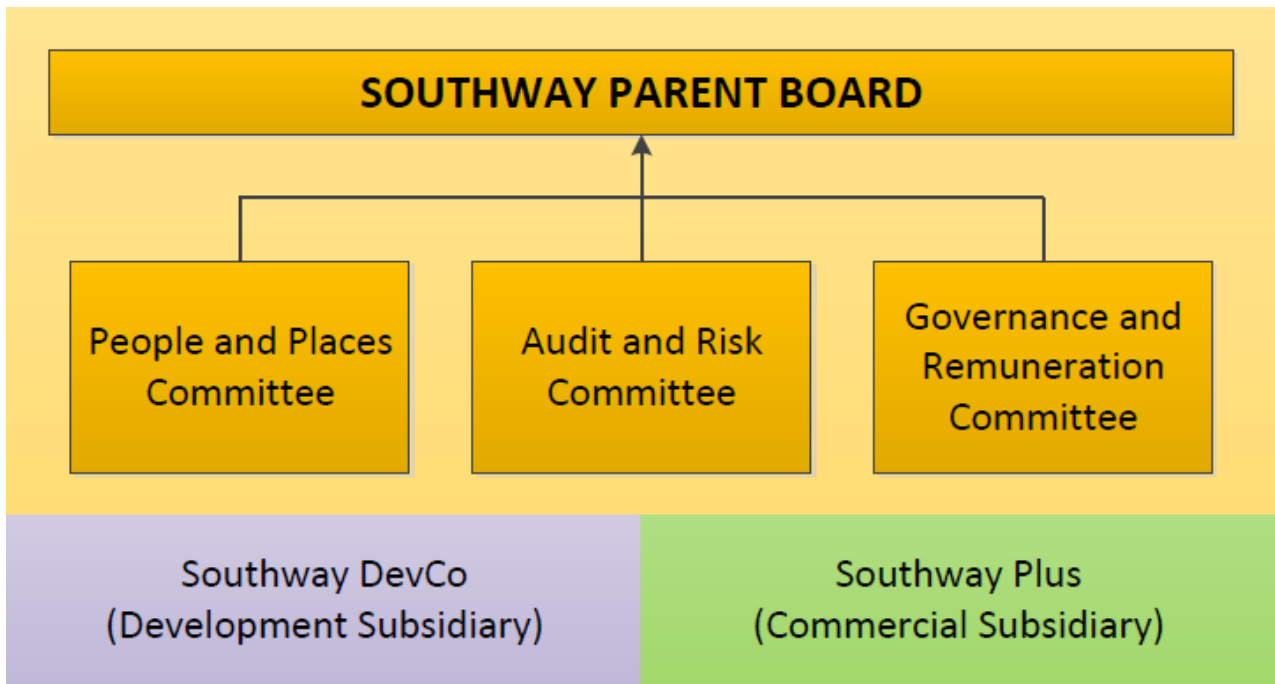 SOUTHWAY PARENT BOARD
People and Places
Committee
Audit and Risk
Committee
Governance and
Remuneration
Committee
Southway DevCo
(Development Subsidiary)
Southway Plus
(Commercial Subsidiary)